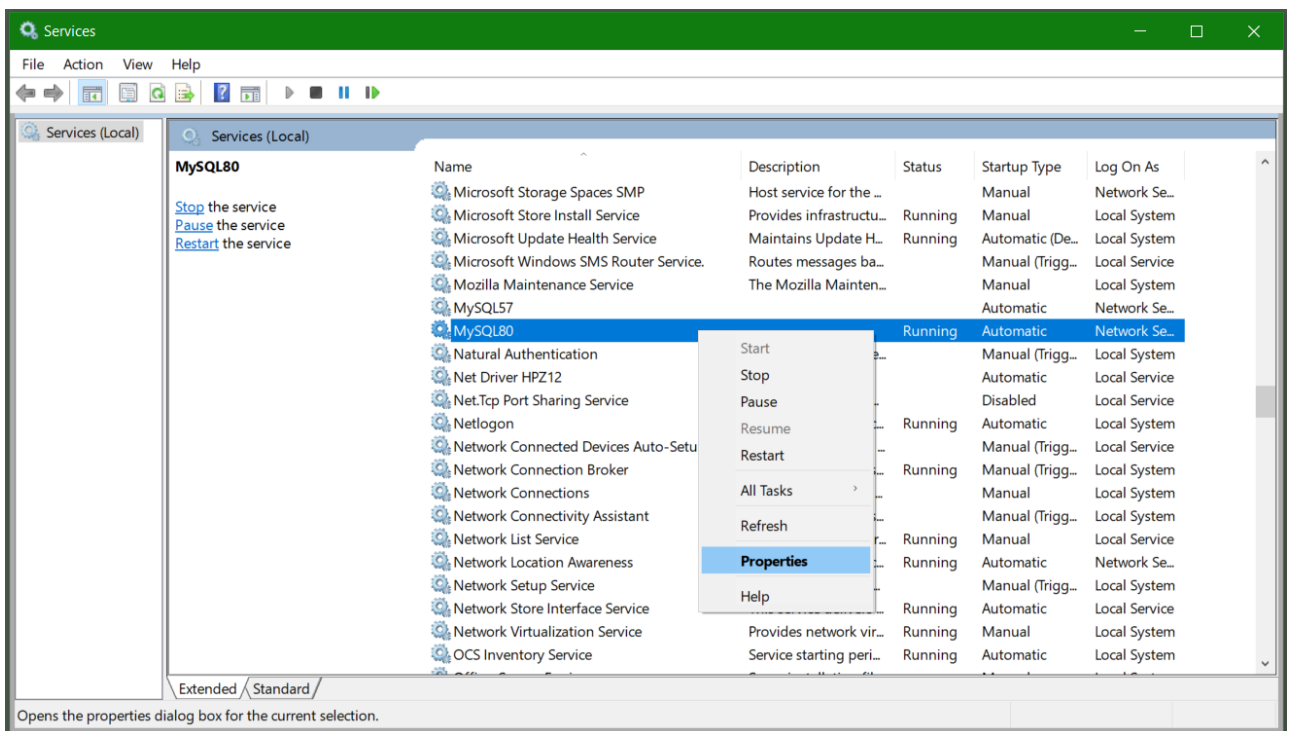 Services
File Action View Help
Services (Local)
Services (Local)
MySQL80
Stop the service
Pause the service
Restart the service
Name Description Status Startup Type Log On As
Microsoft Storage Spaces SMP Host service for the ... Manual Network Se...
Microsoft Store Install Service Provides infrastructu... Running Manual Local System
Microsoft Update Health Service Maintains Update H... Running Automatic (De... Local System
Microsoft Windows SMS Router Service. Routes messages ba... Manual (Trigg... Local Service
Mozilla Maintenance Service The Mozilla Mainten... Manual Local System
MySQL57 Automatic Network Se...
MySQL80 Running Automatic Network Se...
Natural Authentication Manual (Trigg... Local System
Net Driver HPZ12 Automatic Local Service
Net.Tcp Port Sharing Service Disabled Local Service
Netlogon Running Automatic Local System
Network Connected Devices Auto-Setu Manual (Trigg... Local Service
Network Connection Broker Running Manual (Trigg... Local System
Network Connections Manual Local System
Network Connectivity Assistant Manual (Trigg... Local System
Network List Service Running Manual Local Service
Network Location Awareness Running Automatic Network Se...
Network Setup Service Manual (Trigg... Local System
Network Store Interface Service Running Automatic Local Service
Network Virtualization Service Provides network vir... Running Manual Local System
OCS Inventory Service Service starting peri... Running Automatic Local System
Start
Stop
Pause
Resume
Restart
All Tasks
Refresh
Properties
Help
Extended Standard
Opens the properties dialog box for the current selection.